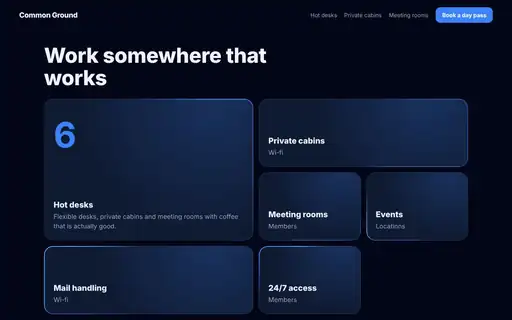 Common Ground
Hot desks
Private cabins
Meeting rooms
Book a day pass
Work somewhere that
works
6
Hot desks
Flexible desks, private cabins and meeting rooms with coffee
that is actually good.
Private cabins
Wi-fi
Meeting rooms
Members
Events
Locations
Mail handling
Wi-fi
24/7 access
Members